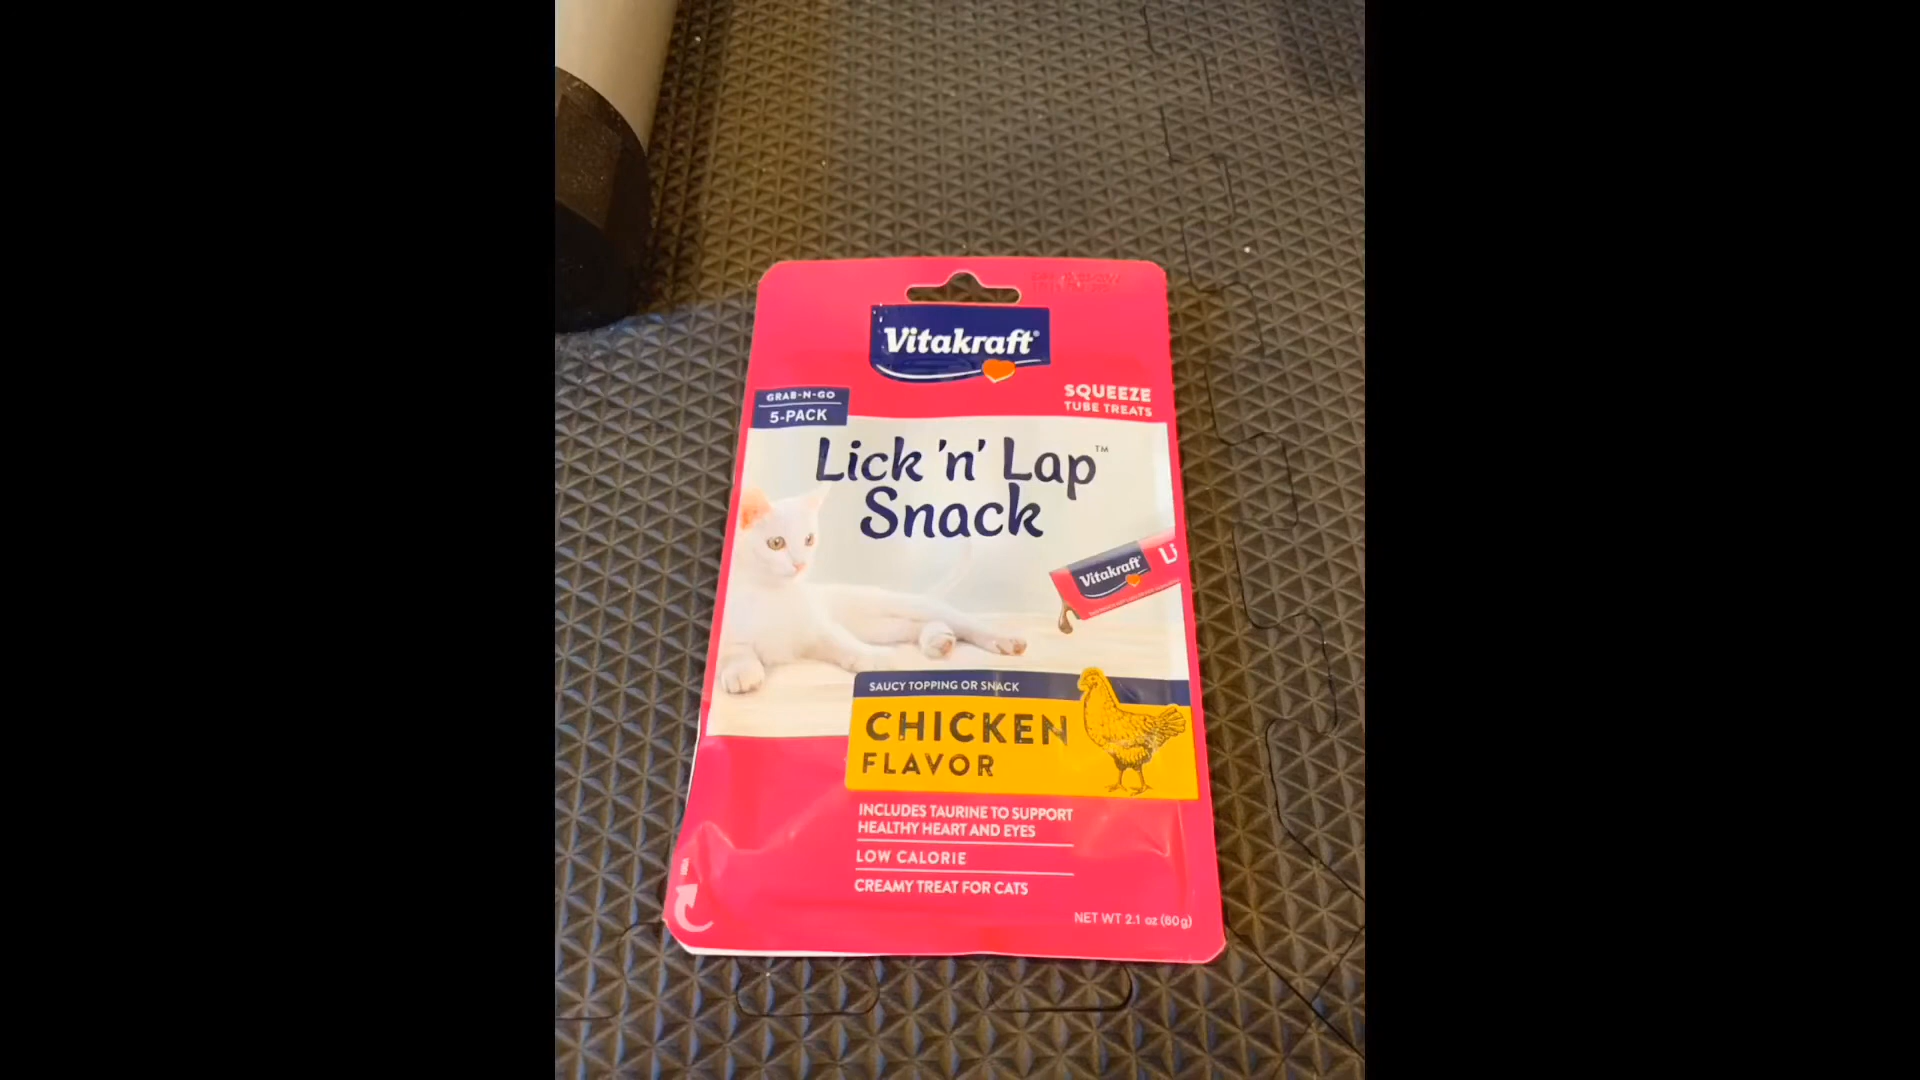 Vitakraft®
GRAB-N-GO
5-PACK
SQUEEZE
TUBE TREATS
Lick 'n' Lap™
Snack
Vitakraft
Li
SAUCY TOPPING OR SNACK
CHICKEN
FLAVOR
INCLUDES TAURINE TO SUPPORT
HEALTHY HEART AND EYES
LOW CALORIE
CREAMY TREAT FOR CATS
NET WT 2.1 oz (60g)